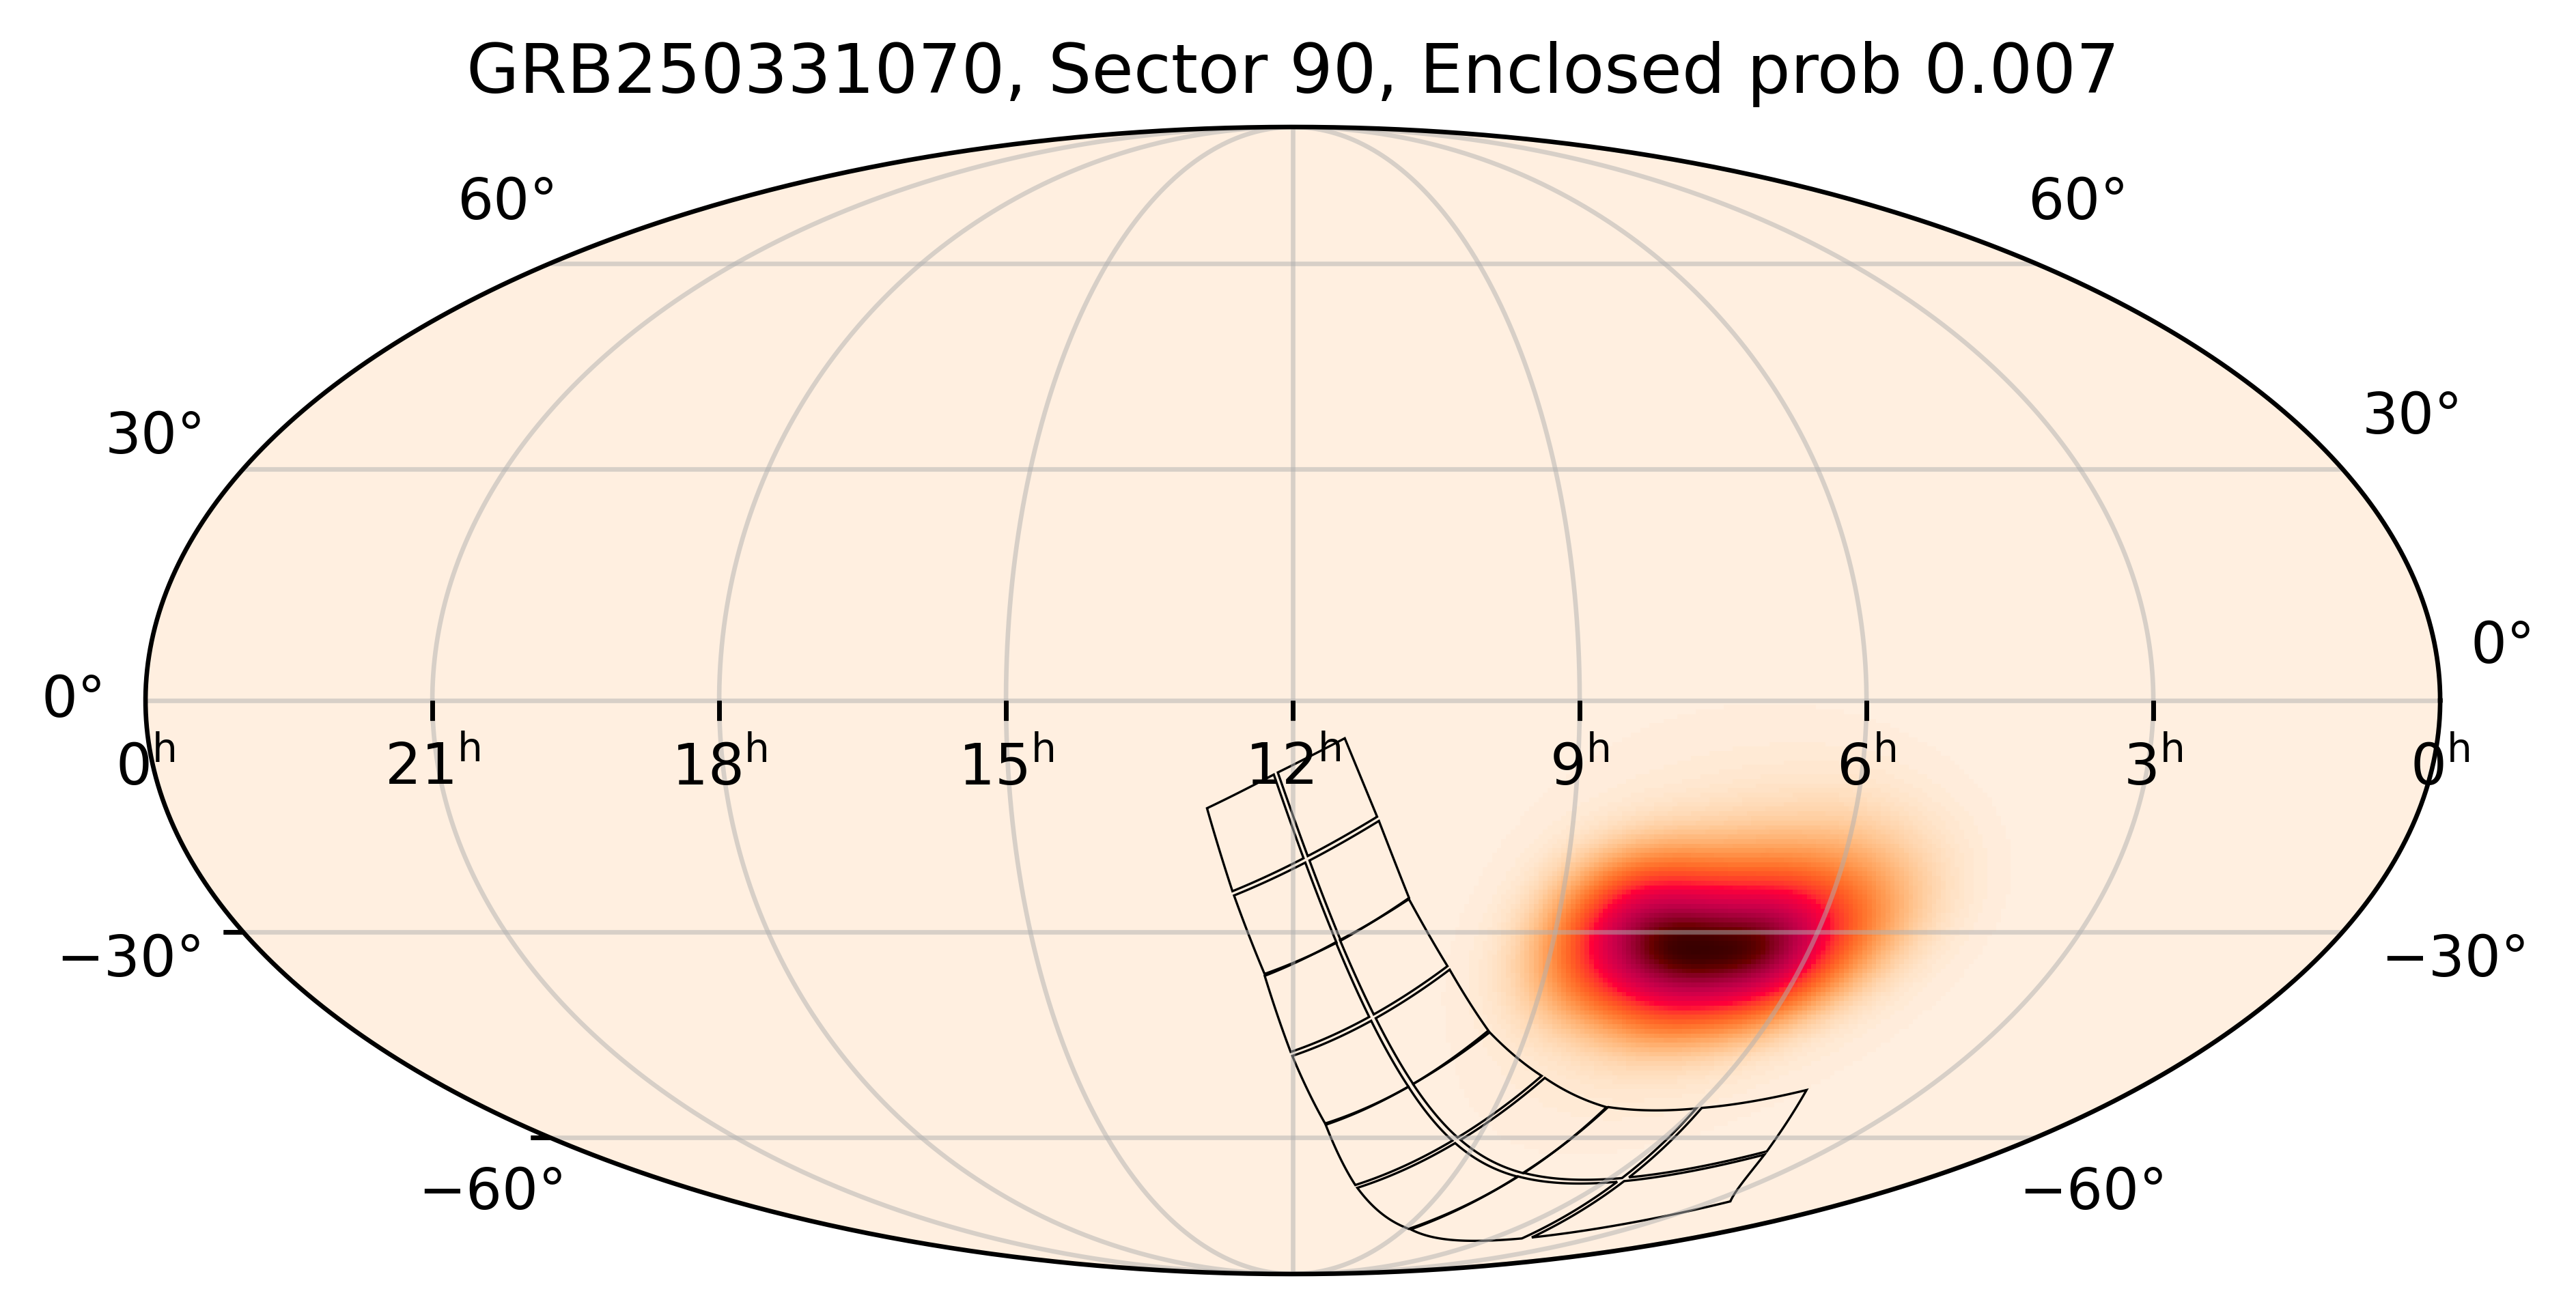 GRB250331070, Sector 90, Enclosed prob 0.007
60° 60°
30° 30°
0° 0°
0ʰ 21ʰ 18ʰ 15ʰ 12ʰ 9ʰ 6ʰ 3ʰ 0ʰ
−30° −30°
−60° −60°